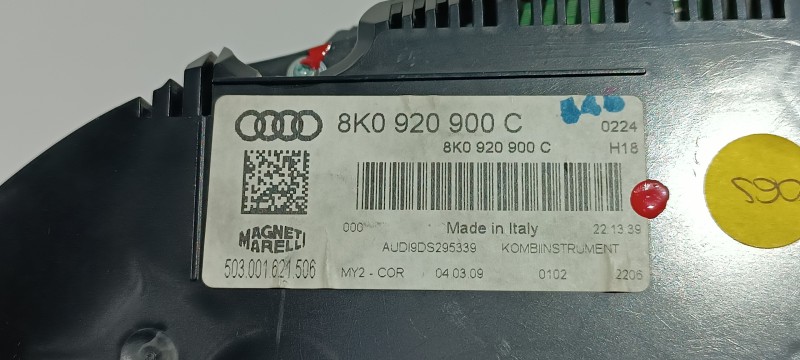 8K0 920 900 C
0224
8K0 920 900 C
H18
000
Made in Italy
22 13 39
MAGNETI MARELLI
AUDI9DS295339
KOMBIINSTRUMENT
503.001.621.506
MY2 - COR
04.03.09
0102
2206